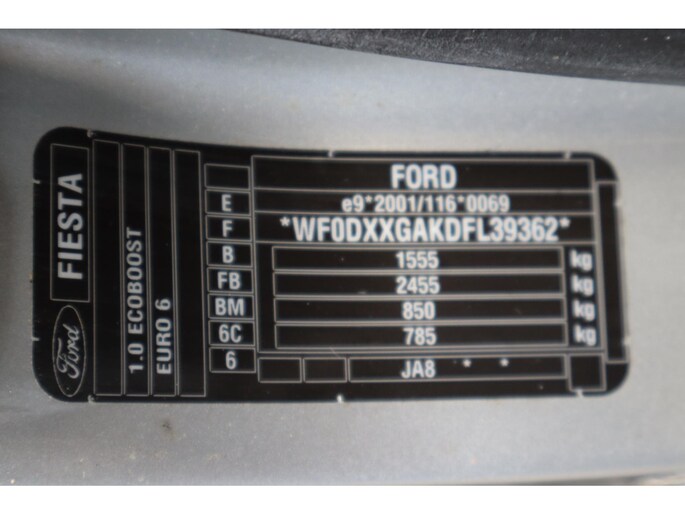 FIESTA
Ford
1.0 ECOBOOST
EURO 6
FORD
E e9*2001/116*0069
F *WF0DXXGAKDFL39362*
B 1555 kg
FB 2455 kg
BM 850 kg
6C 785 kg
6 JA8 * *